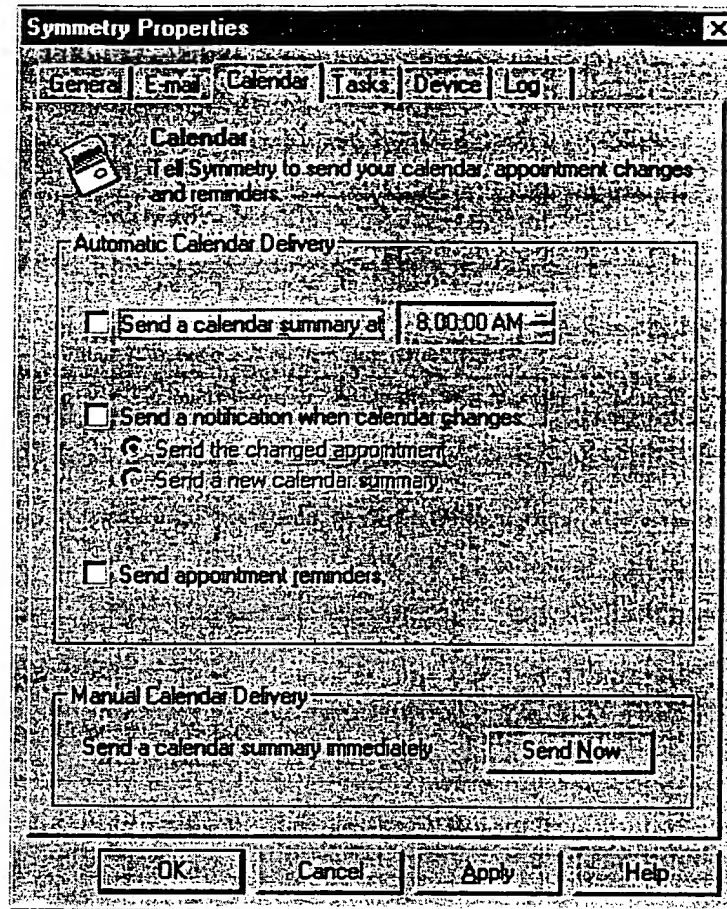 Symmetry Properties
General E-mail Calendar Tasks Device Log
Calendar
Tell Symmetry to send your calendar, appointment changes
and reminders.
Automatic Calendar Delivery
Send a calendar summary at 8:00:00 AM
Send a notification when calendar changes
Send the changed appointment
Send a new calendar summary
Send appointment reminders
Manual Calendar Delivery
Send a calendar summary immediately Send Now
OK Cancel Apply Help